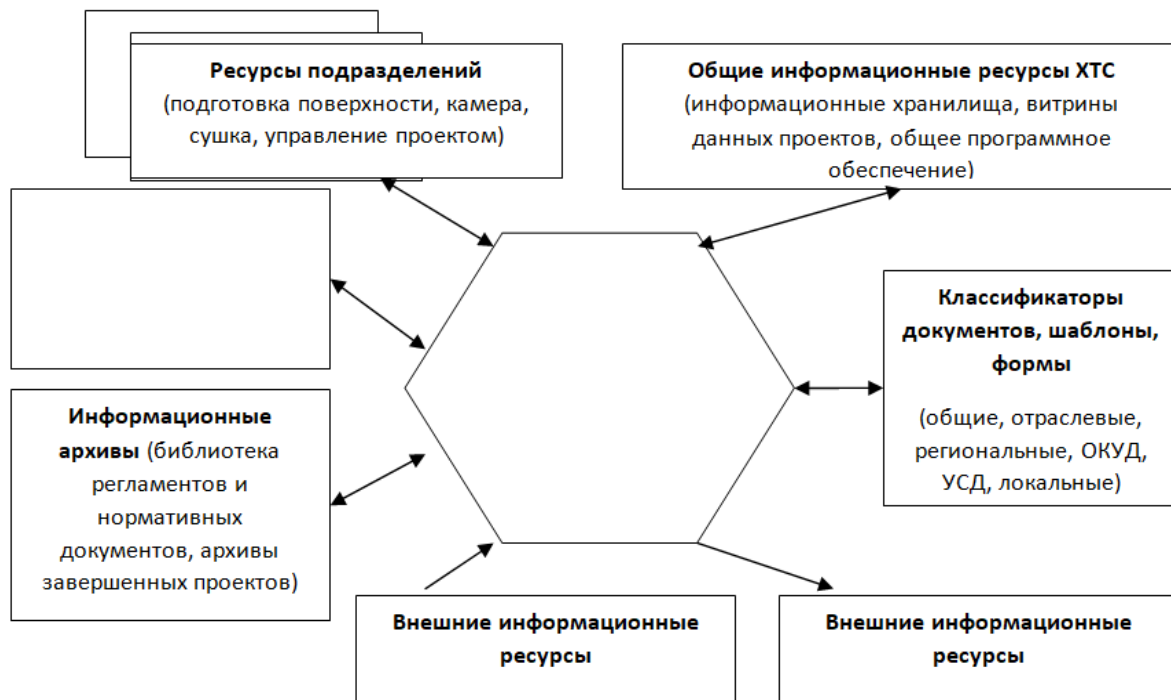 Ресурсы подразделений
(подготовка поверхности, камера,
сушка, управление проектом)
Общие информационные ресурсы ХТС
(информационные хранилища, витрины
данных проектов, общее программное
обеспечение)
Классификаторы
документов, шаблоны,
формы
(общие, отраслевые,
региональные, ОКУД,
УСД, локальные)
Информационные
архивы (библиотека
регламентов и
нормативных
документов, архивы
завершенных проектов)
Внешние информационные
ресурсы
Внешние информационные
ресурсы